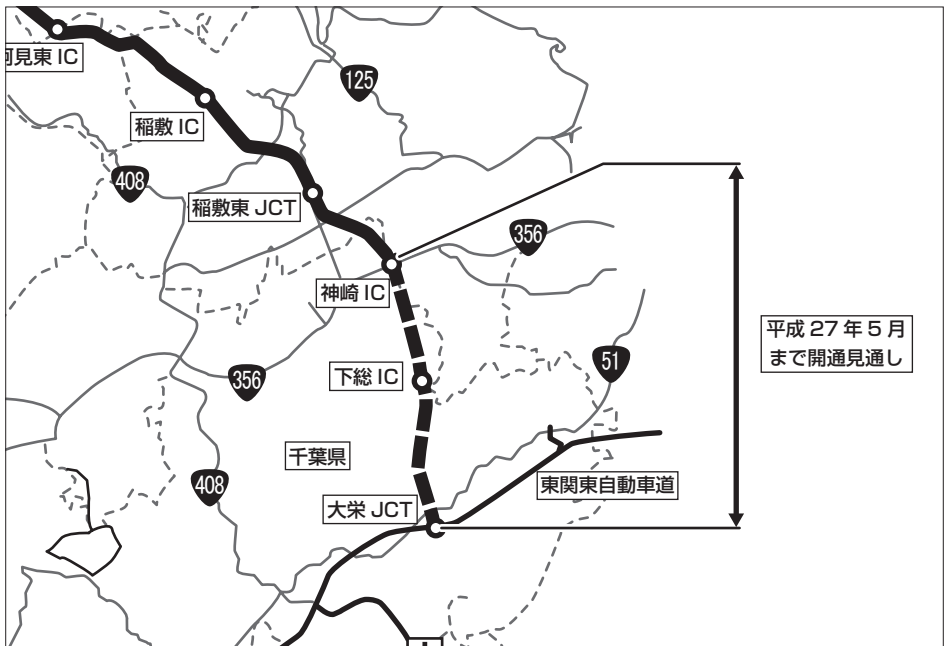 阿見東 IC
125
稲敷 IC
408
稲敷東 JCT
356
神崎 IC
平成 27 年 5 月
まで開通見通し
51
356
下総 IC
千葉県
408
東関東自動車道
大栄 JCT